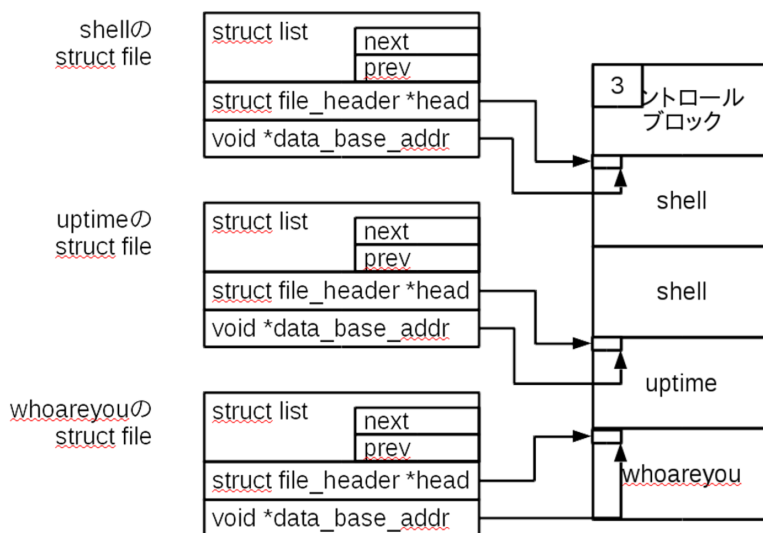 shellの
struct file
struct list
next
prev
struct file_header *head
void *data_base_addr
uptimeの
struct file
struct list
next
prev
struct file_header *head
void *data_base_addr
whoareyouの
struct file
struct list
next
prev
struct file_header *head
void *data_base_addr
3
ントロール
ブロック
shell
shell
uptime
whoareyou